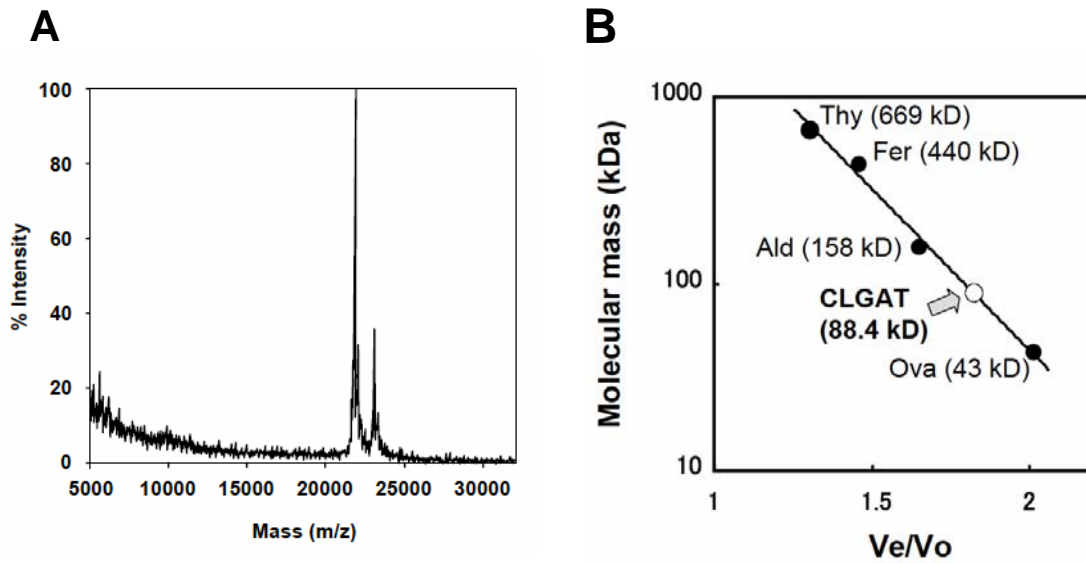 A
100
80
60
40
20
0
% Intensity
5000 10000 15000 20000 25000 30000
Mass (m/z)
B
1000
100
10
Molecular mass (kDa)
Thy (669 kD)
Fer (440 kD)
Ald (158 kD)
CLGAT
(88.4 kD)
Ova (43 kD)
1 1.5 2
Ve/Vo